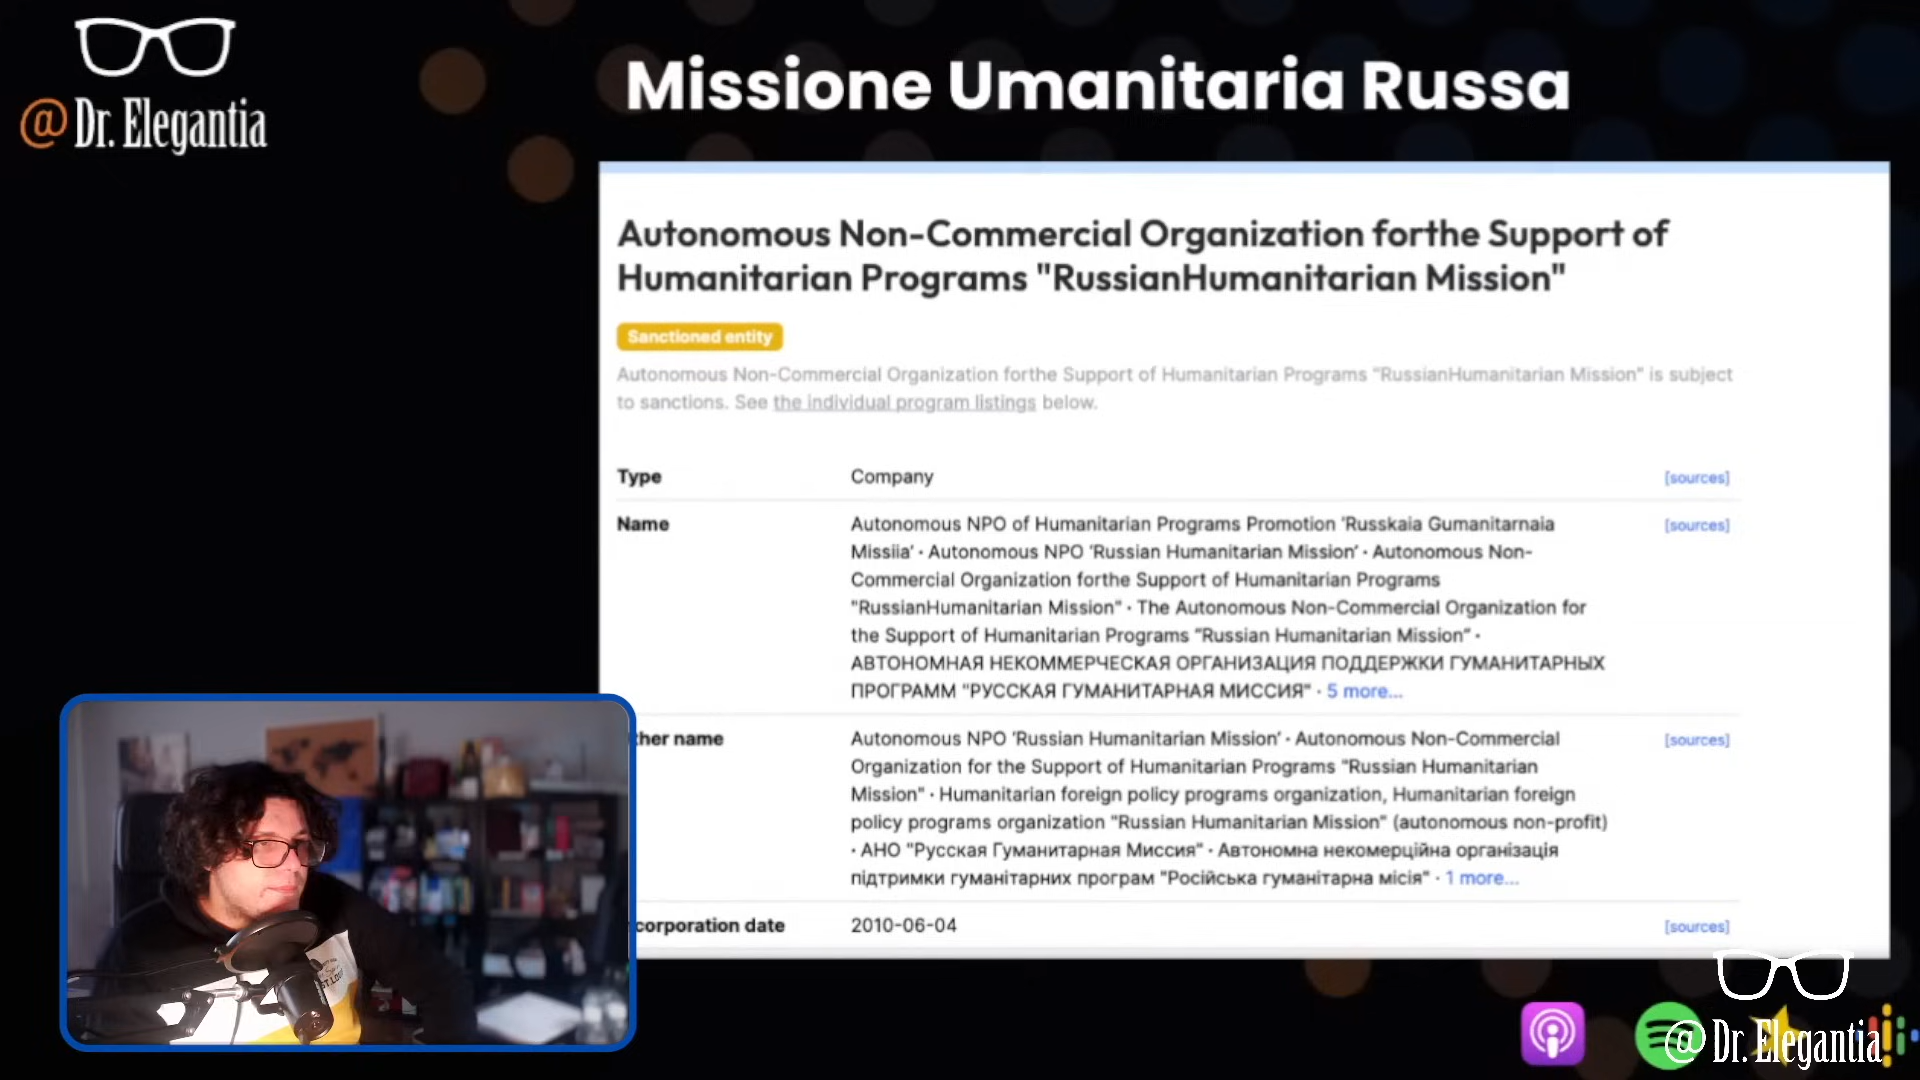 @Dr. Elegantia
Missione Umanitaria Russa
Autonomous Non-Commercial Organization forthe Support of
Humanitarian Programs "RussianHumanitarian Mission"
Sanctioned entity
Autonomous Non-Commercial Organization forthe Support of Humanitarian Programs "RussianHumanitarian Mission" is subject
to sanctions. See the individual program listings below.
Type Company [sources]
Name Autonomous NPO of Humanitarian Programs Promotion 'Russkaia Gumanitarnaia [sources]
Missiia' · Autonomous NPO 'Russian Humanitarian Mission' · Autonomous Non-
Commercial Organization forthe Support of Humanitarian Programs
"RussianHumanitarian Mission" · The Autonomous Non-Commercial Organization for
the Support of Humanitarian Programs "Russian Humanitarian Mission" ·
АВТОНОМНАЯ НЕКОММЕРЧЕСКАЯ ОРГАНИЗАЦИЯ ПОДДЕРЖКИ ГУМАНИТАРНЫХ
ПРОГРАММ "РУССКАЯ ГУМАНИТАРНАЯ МИССИЯ" · 5 more...
ther name Autonomous NPO 'Russian Humanitarian Mission' · Autonomous Non-Commercial [sources]
Organization for the Support of Humanitarian Programs "Russian Humanitarian
Mission" · Humanitarian foreign policy programs organization, Humanitarian foreign
policy programs organization "Russian Humanitarian Mission" (autonomous non-profit)
· АНО "Русская Гуманитарная Миссия" · Автономна некомерційна організація
підтримки гуманітарних програм "Російська гуманітарна місія" · 1 more...
corporation date 2010-06-04 [sources]
@Dr. Elegantia